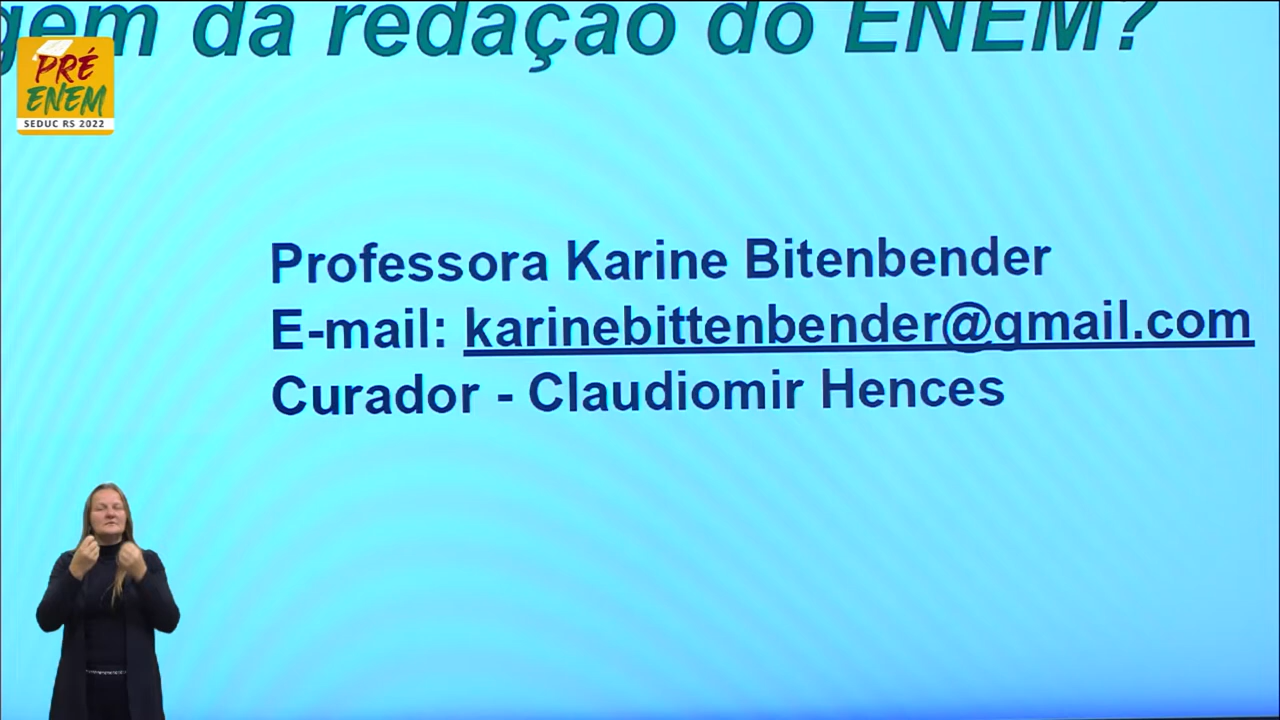 gem da redação do ENEM?
PRÉ
ENEM
SEDUC RS 2022
Professora Karine Bitenbender
E-mail: karinebittenbender@gmail.com
Curador - Claudiomir Hences